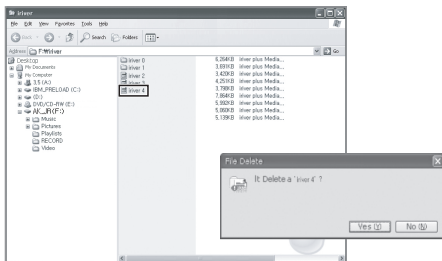 iriver
File Edit View Favorites Tools Help
Back Search Folders
Address F:\iriver Go
Desktop
My Documents
My Computer
3.5 (A:)
IBM_PRELOAD (C:)
(D:)
DVD/CD-RW (E:)
AK_JR(F:)
Music
Pictures
Playlists
RECORD
Video
iriver 0
iriver 1
iriver 2
iriver 3
iriver 4
6,264KB iriver plus Media...
3,691KB iriver plus Media...
3,420KB iriver plus Media...
4,251KB iriver plus Media...
3,798KB iriver plus Media...
7,864KB iriver plus Media...
5,992KB iriver plus Media...
5,060KB iriver plus Media...
5,139KB iriver plus Media...
File Delete
It Delete a 'iriver 4' ?
Yes (Y) No (N)